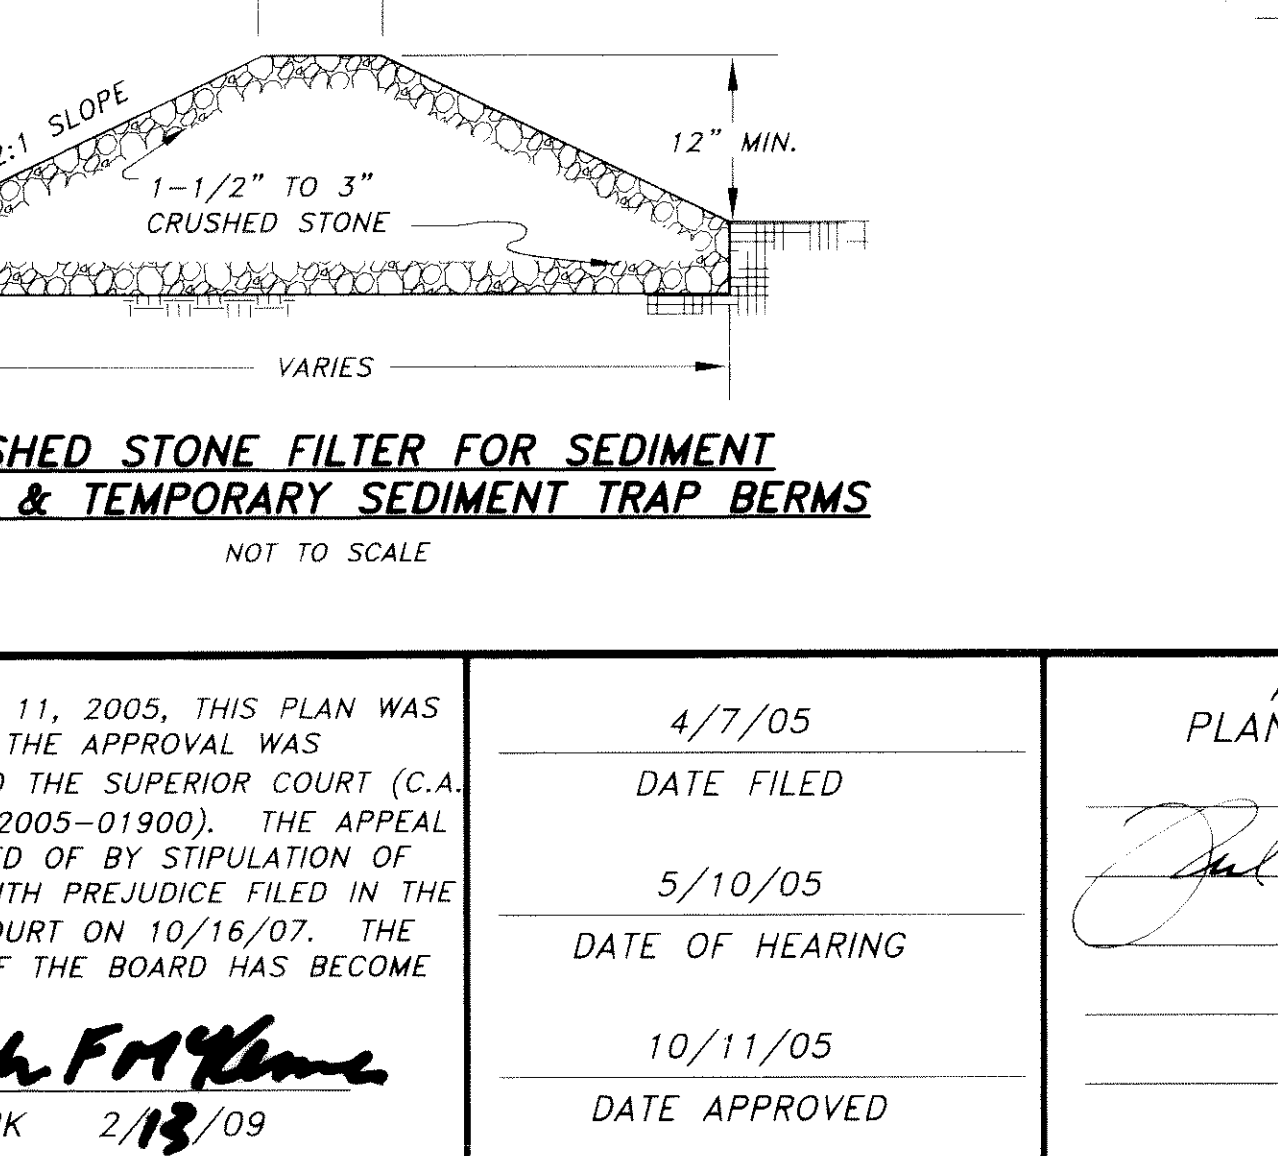 2:1 SLOPE
12" MIN.
1-1/2" TO 3"
CRUSHED STONE
VARIES
SHED STONE FILTER FOR SEDIMENT
& TEMPORARY SEDIMENT TRAP BERMS
NOT TO SCALE
11, 2005, THIS PLAN WAS
THE APPROVAL WAS
THE SUPERIOR COURT (C.A.
2005-01900). THE APPEAL
ED OF BY STIPULATION OF
ITH PREJUDICE FILED IN THE
OURT ON 10/16/07. THE
THE BOARD HAS BECOME
RK 2/13/09
4/7/05
DATE FILED
5/10/05
DATE OF HEARING
10/11/05
DATE APPROVED
PLAN